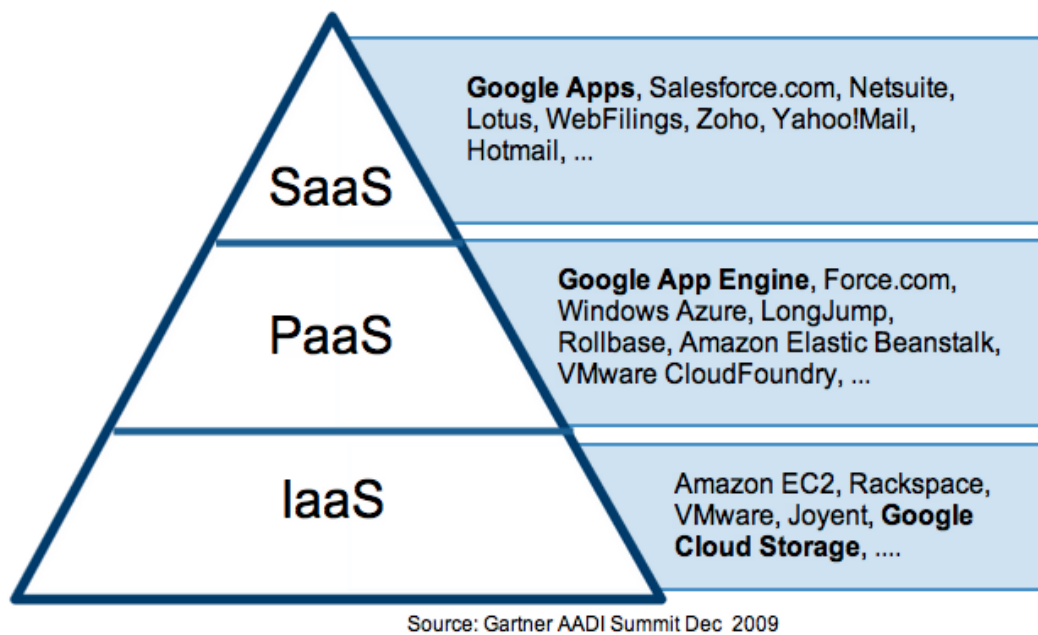 SaaS
Google Apps, Salesforce.com, Netsuite,
Lotus, WebFilings, Zoho, Yahoo!Mail,
Hotmail, ...
PaaS
Google App Engine, Force.com,
Windows Azure, LongJump,
Rollbase, Amazon Elastic Beanstalk,
VMware CloudFoundry, ...
IaaS
Amazon EC2, Rackspace,
VMware, Joyent, Google
Cloud Storage, ....
Source: Gartner AADI Summit Dec 2009